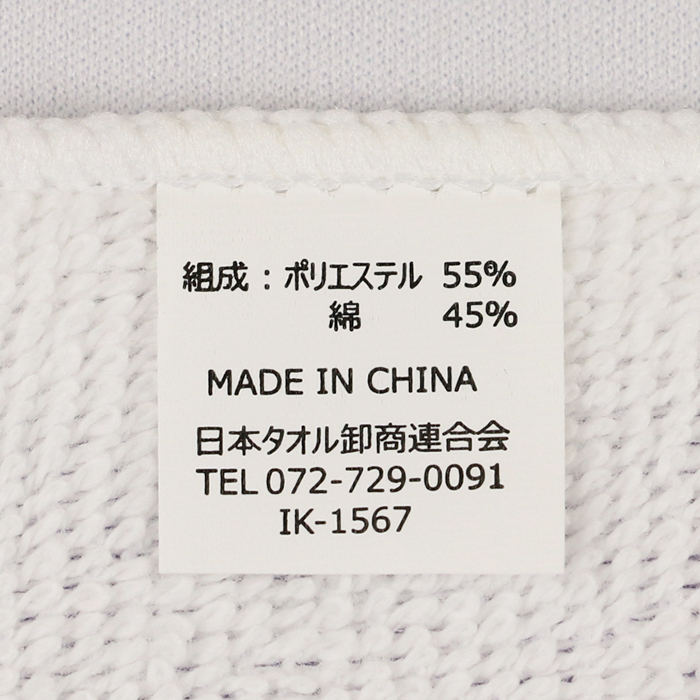 組成：ポリエステル 55%
綿 45%
MADE IN CHINA
日本タオル卸商連合会
TEL 072-729-0091
IK-1567